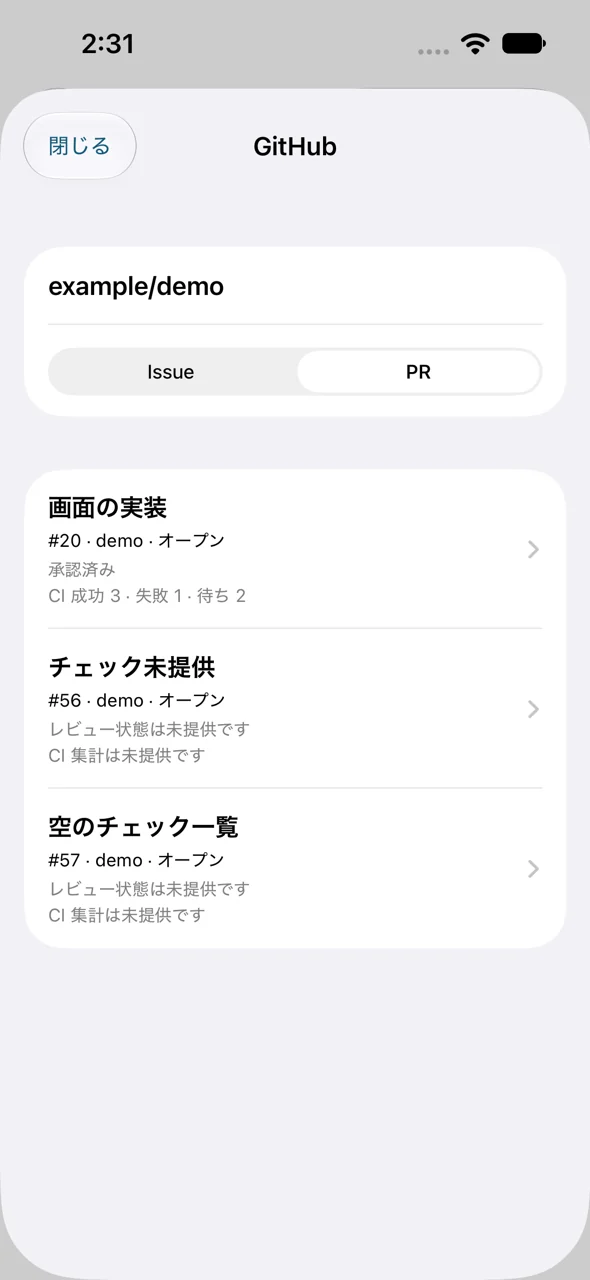 2:31
閉じる
GitHub
example/demo
Issue
PR
画面の実装
#20 · demo · オープン
承認済み
CI 成功 3 · 失敗 1 · 待ち 2
チェック未提供
#56 · demo · オープン
レビュー状態は未提供です
CI 集計は未提供です
空のチェック一覧
#57 · demo · オープン
レビュー状態は未提供です
CI 集計は未提供です